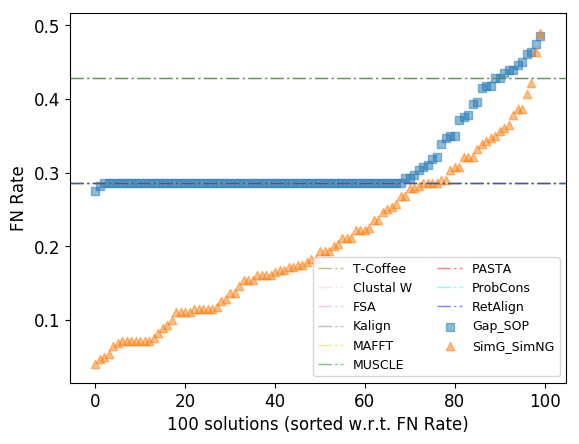 0.5
0.4
0.3
0.2
0.1
FN Rate
T-Coffee
Clustal W
FSA
Kalign
MAFFT
MUSCLE
PASTA
ProbCons
RetAlign
Gap_SOP
SimG_SimNG
0 20 40 60 80 100
100 solutions (sorted w.r.t. FN Rate)